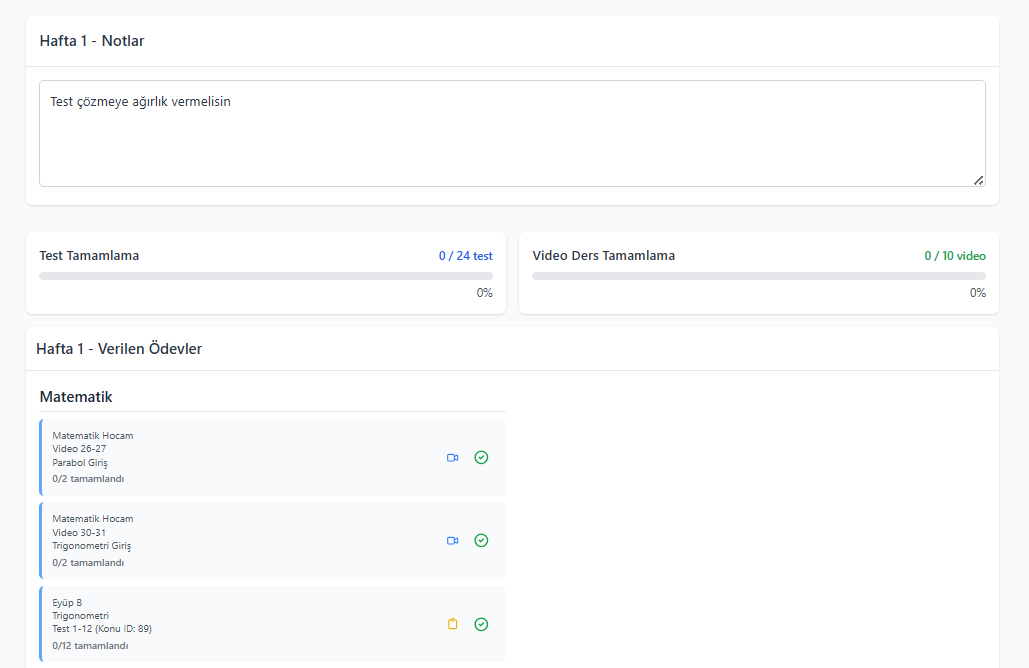 Hafta 1 - Notlar
Test çözmeye ağırlık vermelisin
Test Tamamlama
0 / 24 test
0%
Video Ders Tamamlama
0 / 10 video
0%
Hafta 1 - Verilen Ödevler
Matematik
Matematik Hocam
Video 26-27
Parabol Giriş
0/2 tamamlandı
Matematik Hocam
Video 30-31
Trigonometri Giriş
0/2 tamamlandı
Eyüp B
Trigonometri
Test 1-12 (Konu ID: 89)
0/12 tamamlandı